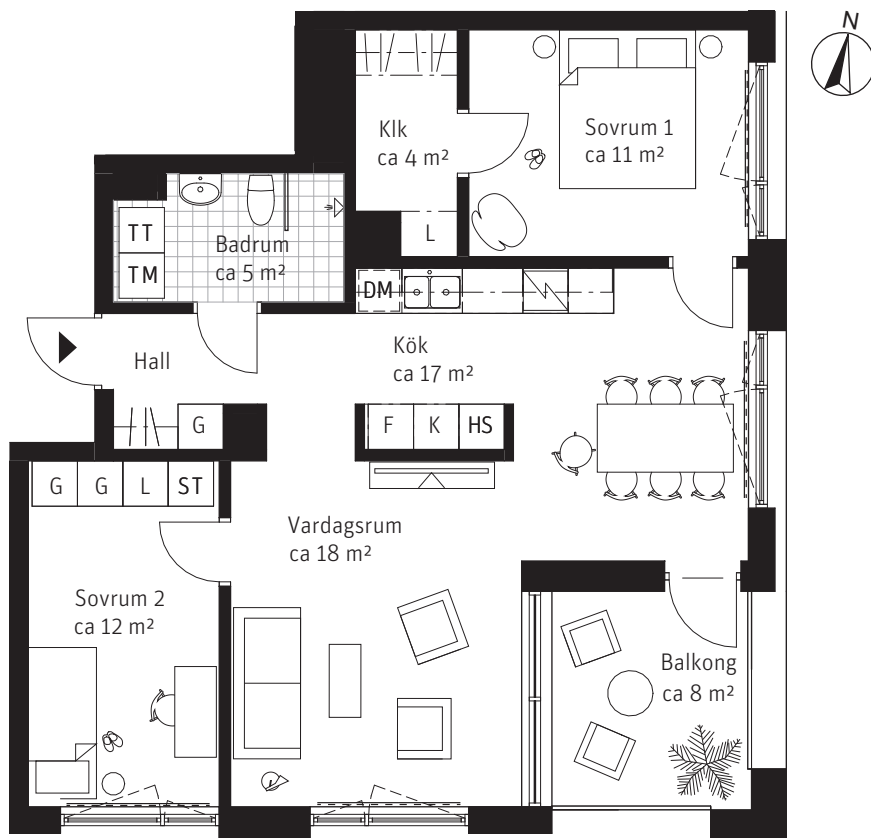 N
Klk
ca 4 m²
Sovrum 1
ca 11 m²
TT
TM
Badrum
ca 5 m²
L
DM
Hall
Kök
ca 17 m²
G
F K HS
G G L ST
Vardagsrum
ca 18 m²
Sovrum 2
ca 12 m²
Balkong
ca 8 m²